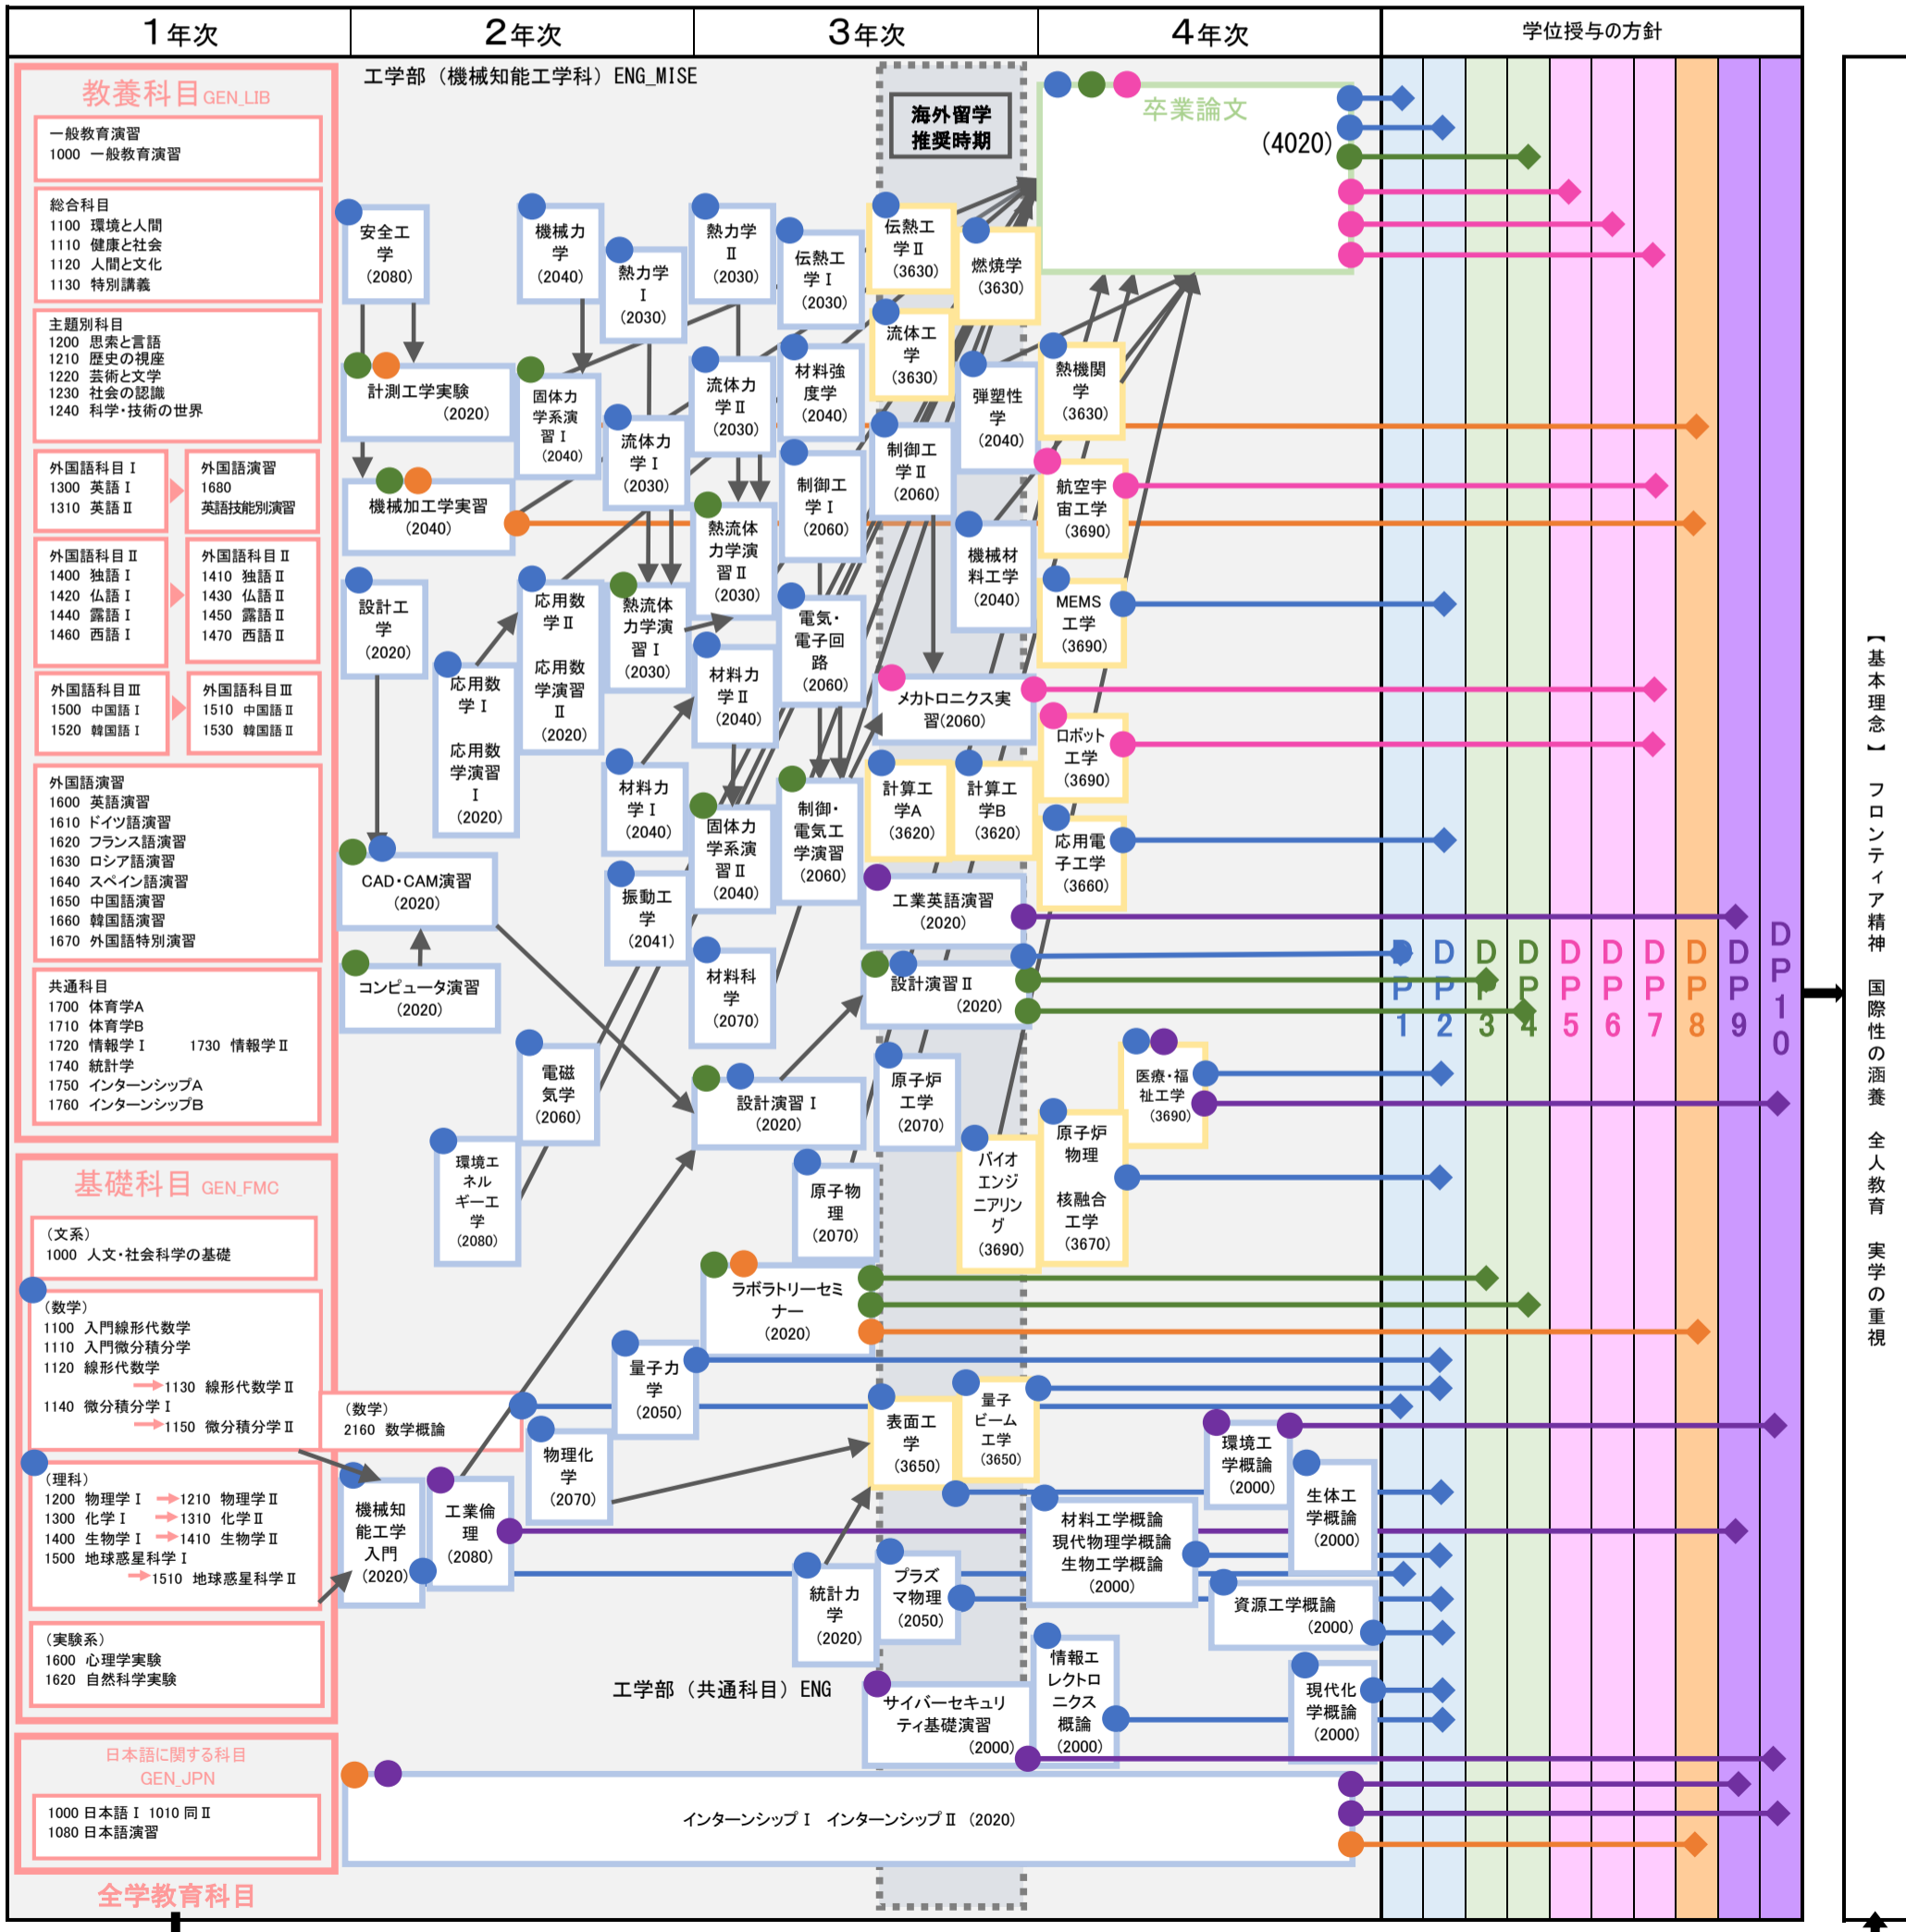 1年次
2年次
3年次
4年次
学位授与の方針
工学部（機械知能工学科）ENG_MISE
教養科目 GEN_LIB
一般教育演習
1000 一般教育演習
総合科目
1100 環境と人間
1110 健康と社会
1120 人間と文化
1130 特別講義
主題別科目
1200 思索と言語
1210 歴史の視座
1220 芸術と文学
1230 社会の認識
1240 科学・技術の世界
外国語科目Ⅰ
1300 英語Ⅰ
1310 英語Ⅱ
外国語演習
1680
英語技能別演習
外国語科目Ⅱ
1400 独語Ⅰ
1420 仏語Ⅰ
1440 露語Ⅰ
1460 西語Ⅰ
外国語科目Ⅱ
1410 独語Ⅱ
1430 仏語Ⅱ
1450 露語Ⅱ
1470 西語Ⅱ
外国語科目Ⅲ
1500 中国語Ⅰ
1520 韓国語Ⅰ
外国語科目Ⅲ
1510 中国語Ⅱ
1530 韓国語Ⅱ
外国語演習
1600 英語演習
1610 ドイツ語演習
1620 フランス語演習
1630 ロシア語演習
1640 スペイン語演習
1650 中国語演習
1660 韓国語演習
1670 外国語特別演習
共通科目
1700 体育学A
1710 体育学B
1720 情報学Ⅰ 1730 情報学Ⅱ
1740 統計学
1750 インターンシップA
1760 インターンシップB
基礎科目 GEN_FMC
（文系）
1000 人文・社会科学の基礎
（数学）
1100 入門線形代数学
1110 入門微分積分学
1120 線形代数学
1130 線形代数学Ⅱ
1140 微分積分学Ⅰ
1150 微分積分学Ⅱ
（数学）
2160 数学概論
（理科）
1200 物理学Ⅰ 1210 物理学Ⅱ
1300 化学Ⅰ 1310 化学Ⅱ
1400 生物学Ⅰ 1410 生物学Ⅱ
1500 地球惑星科学Ⅰ
1510 地球惑星科学Ⅱ
（実験系）
1600 心理学実験
1620 自然科学実験
日本語に関する科目
GEN_JPN
1000 日本語Ⅰ 1010 同Ⅱ
1080 日本語演習
全学教育科目
安全工
学
(2080)
計測工学実験
(2020)
機械加工学実習
(2040)
設計工
学
(2020)
応用数
学Ⅰ
応用数
学演習
Ⅰ
(2020)
CAD・CAM演習
(2020)
コンピュータ演習
(2020)
環境エ
ネル
ギー工
学
(2080)
機械知
能工学
入門
(2020)
工業倫
理
(2080)
機械力
学
(2040)
固体力
学系演
習Ⅰ
(2040)
応用数
学Ⅱ
応用数
学演習
Ⅱ
(2020)
電磁
気学
(2060)
物理化
学
(2070)
熱力学
Ⅰ
(2030)
流体力
学Ⅰ
(2030)
熱流体
力学演
習Ⅰ
(2030)
材料力
学Ⅰ
(2040)
振動工
学
(2041)
量子力
学
(2050)
熱力学
Ⅱ
(2030)
流体力
学Ⅱ
(2030)
熱流体
力学演
習Ⅱ
(2030)
材料力
学Ⅱ
(2040)
固体力
学系演
習Ⅱ
(2040)
材料科
学
(2070)
設計演習Ⅰ
(2020)
ラボラトリーセミ
ナー
(2020)
伝熱工
学Ⅰ
(2030)
材料強
度学
(2040)
制御工
学Ⅰ
(2060)
電気・
電子回
路
(2060)
制御・
電気工
学演習
(2060)
原子物
理
(2070)
統計力
学
(2020)
海外留学
推奨時期
伝熱工
学Ⅱ
(3630)
流体工
学
(3630)
制御工
学Ⅱ
(2060)
メカトロニクス実
習(2060)
計算工
学A
(3620)
計算工
学B
(3620)
工業英語演習
(2020)
設計演習Ⅱ
(2020)
原子炉
工学
(2070)
表面工
学
(3650)
プラズ
マ物理
(2050)
サイバーセキュリ
ティ基礎演習
(2000)
燃焼学
(3630)
弾塑性
学
(2040)
機械材
料工学
(2040)
バイオ
エンジ
ニアリン
グ
(3690)
量子
ビーム
工学
(3650)
卒業論文
(4020)
熱機関
学
(3630)
航空宇
宙工学
(3690)
MEMS
工学
(3690)
ロボット
工学
(3690)
応用電
子工学
(3660)
医療・福
祉工学
(3690)
原子炉
物理
核融合
工学
(3670)
環境工
学概論
(2000)
生体工
学概論
(2000)
材料工学概論
現代物理学概論
生物工学概論
(2000)
資源工学概論
(2000)
情報エ
レクトロ
ニクス
概論
(2000)
現代化
学概論
(2000)
工学部（共通科目）ENG
インターンシップⅠ インターンシップⅡ (2020)
DP1
DP2
DP3
DP4
DP5
DP6
DP7
DP8
DP9
DP10
【基本理念】 フロンティア精神 国際性の涵養 全人教育 実学の重視